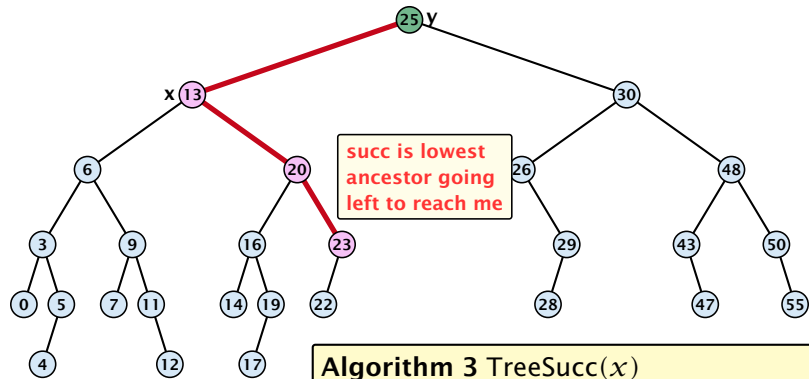 25 y
x 13 30
6 20 26 48
succ is lowest
ancestor going
left to reach me
3 9 16 23 29 43 50
0 5 7 11 14 19 22 28 47 55
4 12 17
Algorithm 3 TreeSucc(x)